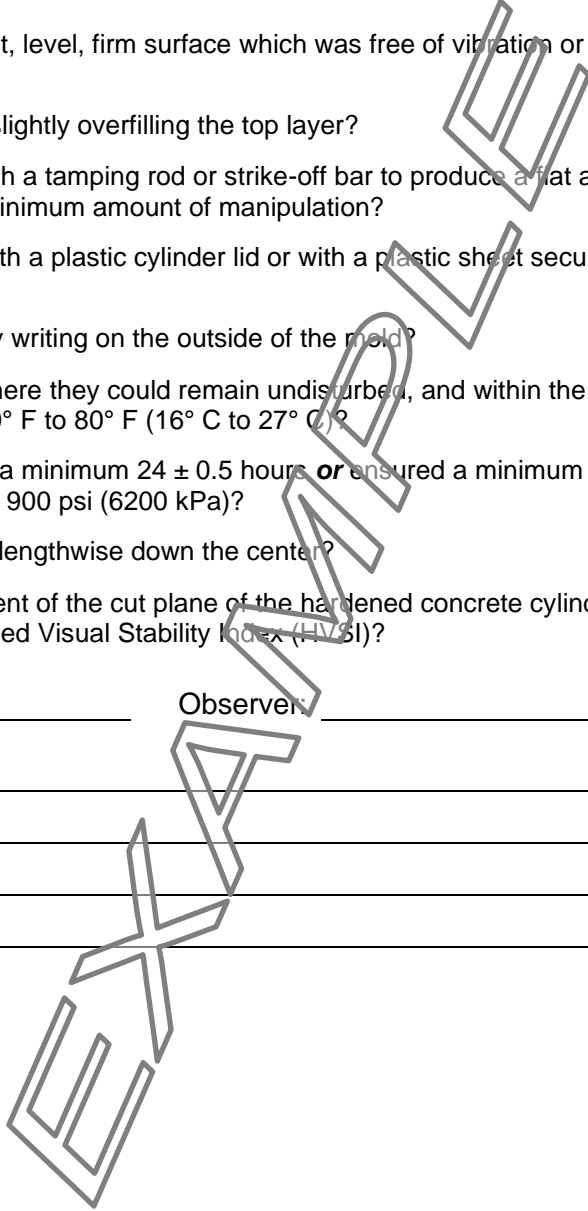 t, level, firm surface which was free of vibration or
slightly overfilling the top layer?
h a tamping rod or strike-off bar to produce a flat a
inimum amount of manipulation?
th a plastic cylinder lid or with a plastic sheet secu
y writing on the outside of the mold?
here they could remain undisturbed, and within the
0° F to 80° F (16° C to 27° C)?
a minimum 24 ± 0.5 hours or ensured a minimum
900 psi (6200 kPa)?
lengthwise down the center?
ent of the cut plane of the hardened concrete cylind
ed Visual Stability Index (HVSI)?
Observer:
EXAMPLE